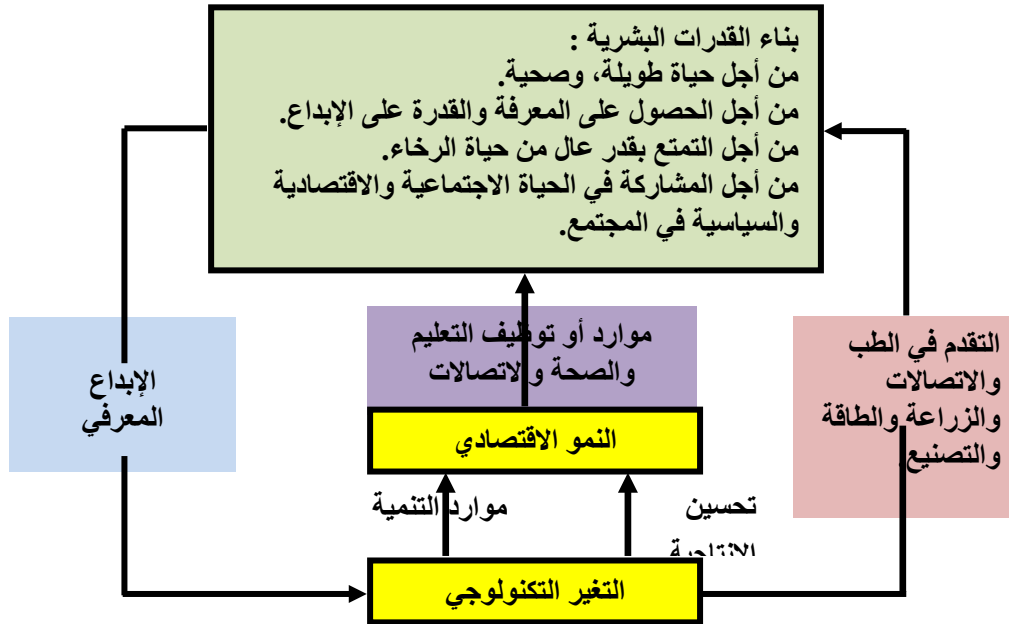 بناء القدرات البشرية :
من أجل حياة طويلة، وصحية.
من أجل الحصول على المعرفة والقدرة على الإبداع.
من أجل التمتع بقدر عال من حياة الرخاء.
من أجل المشاركة في الحياة الاجتماعية والاقتصادية
والسياسية في المجتمع.
التقدم في الطب
والاتصالات
والزراعة والطاقة
والتصنيع.
موارد أو توظيف التعليم
والصحة والاتصالات
الإبداع
المعرفي
النمو الاقتصادي
تحسين
الانتاجية
موارد التنمية
التغير التكنولوجي